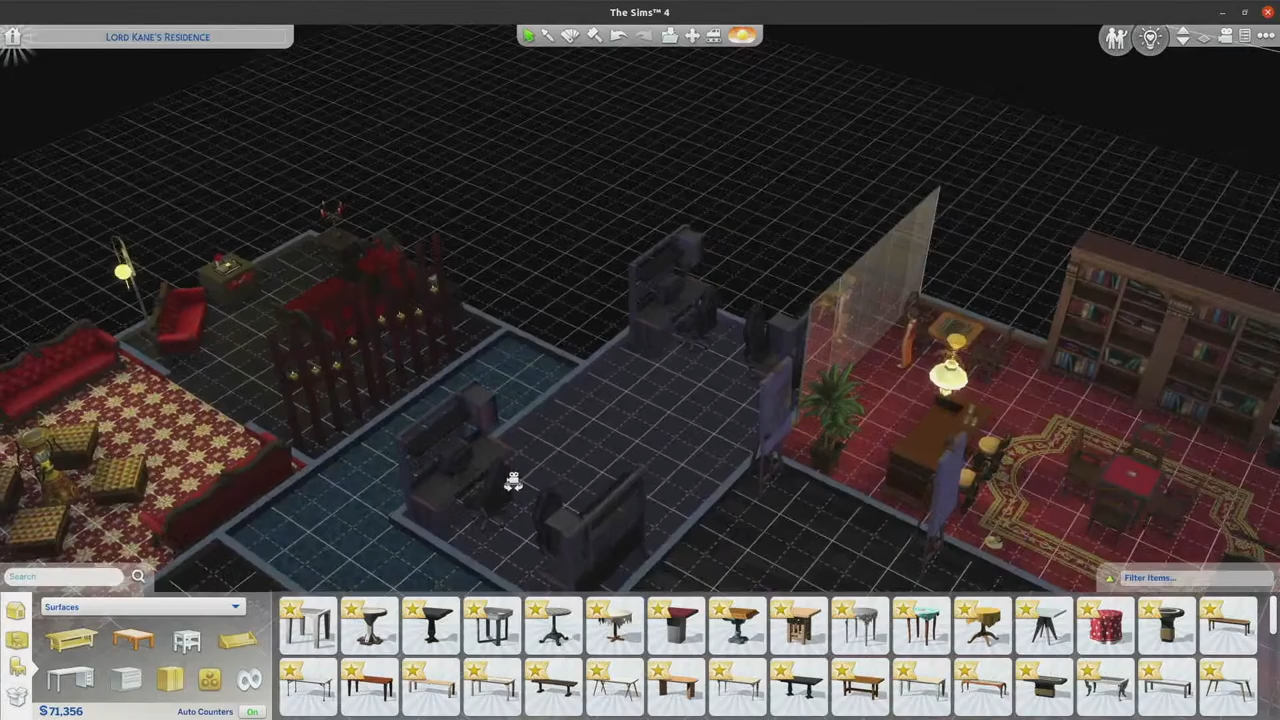 The Sims™ 4
LORD KANE'S RESIDENCE
Search
Filter Items...
Surfaces
$71,356
Auto Counters
On